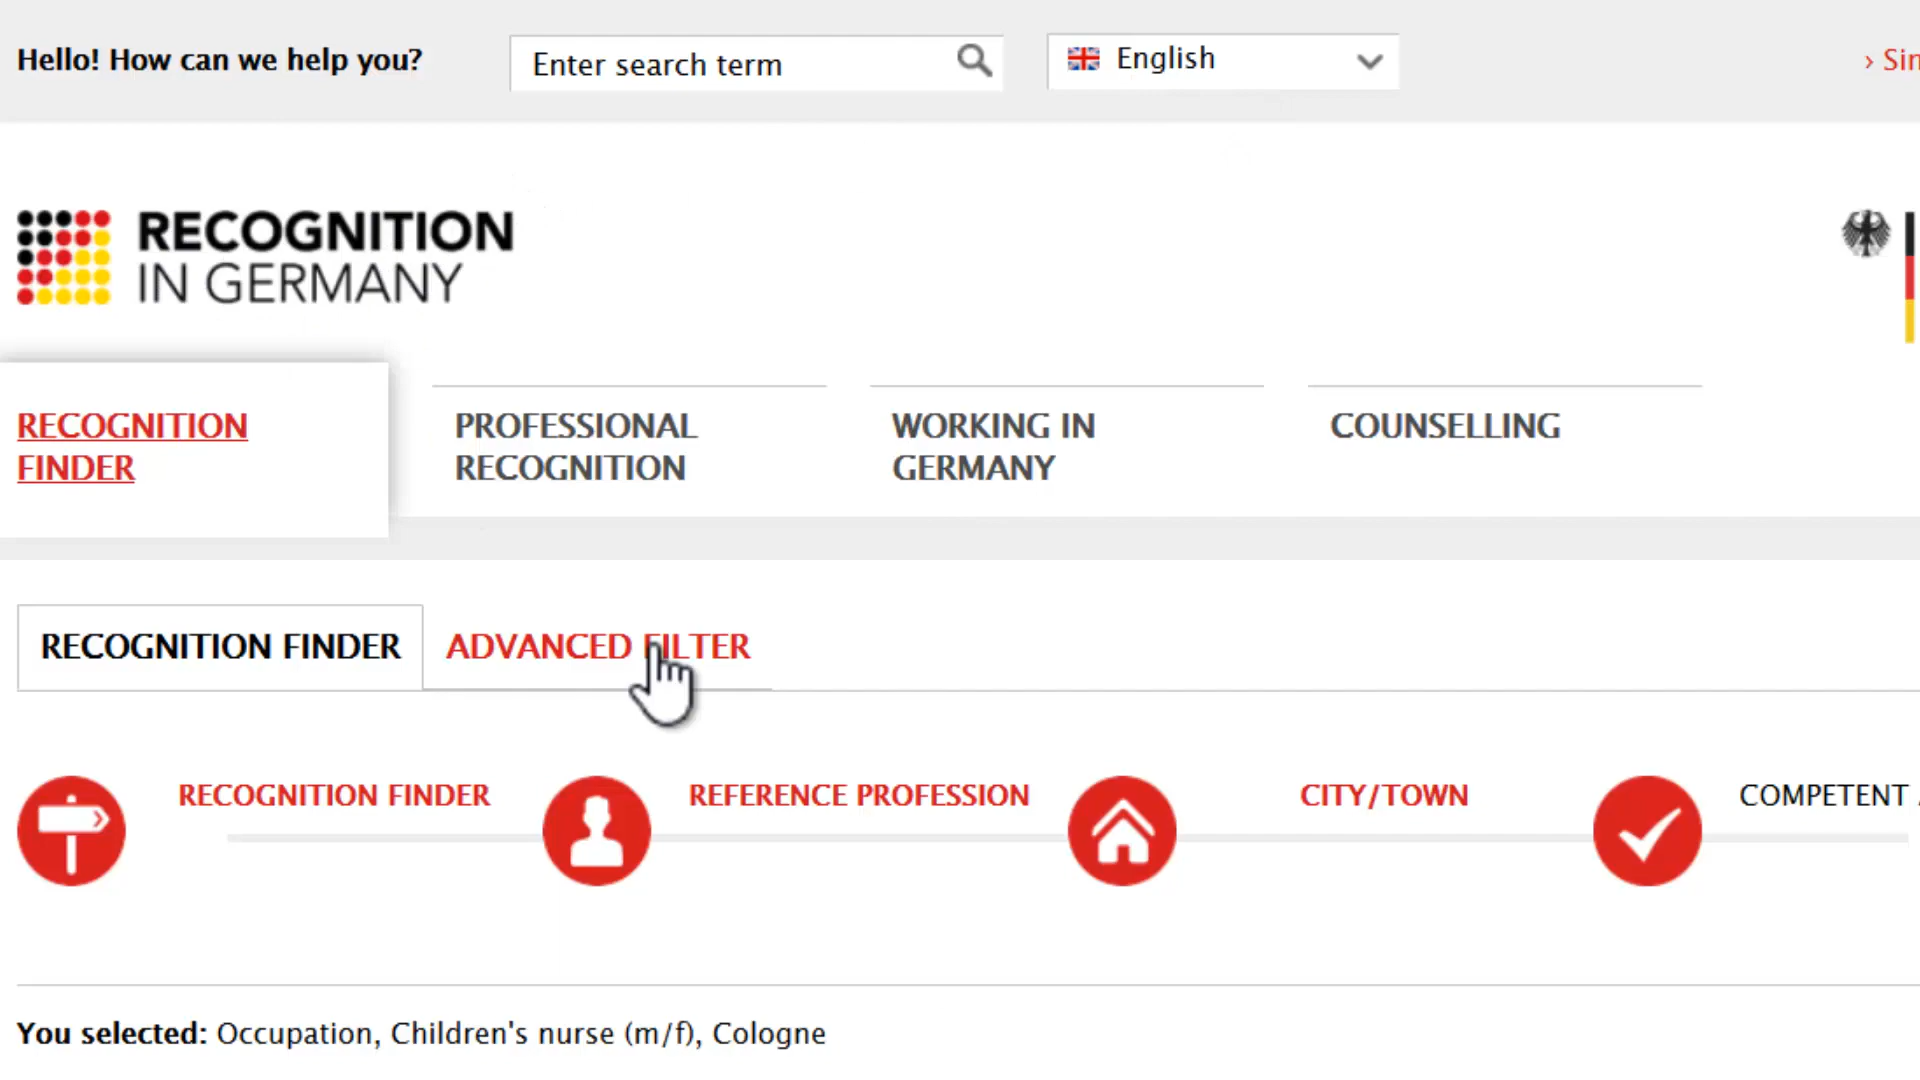 Hello! How can we help you?
Enter search term
English
› Sin
RECOGNITION
IN GERMANY
RECOGNITION
FINDER
PROFESSIONAL
RECOGNITION
WORKING IN
GERMANY
COUNSELLING
RECOGNITION FINDER
ADVANCED FILTER
RECOGNITION FINDER
REFERENCE PROFESSION
CITY/TOWN
COMPETENT
You selected: Occupation, Children's nurse (m/f), Cologne